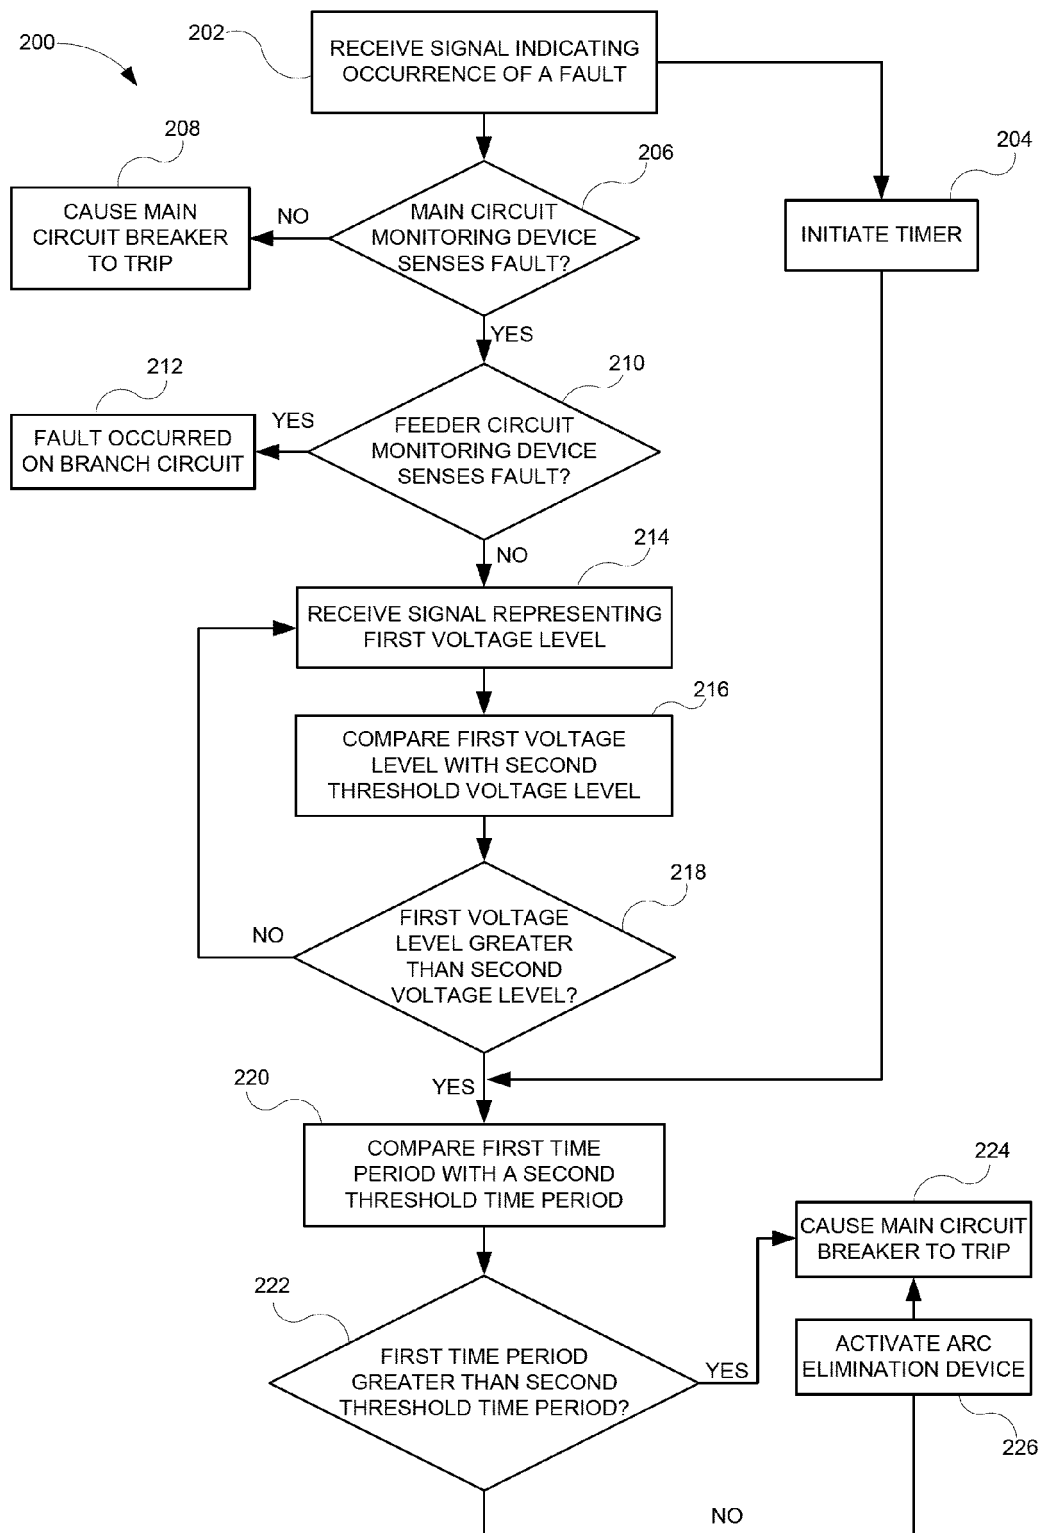 200
202
RECEIVE SIGNAL INDICATING
OCCURRENCE OF A FAULT
208
206
204
CAUSE MAIN
CIRCUIT BREAKER
TO TRIP
NO
MAIN CIRCUIT
MONITORING DEVICE
SENSES FAULT?
INITIATE TIMER
YES
212
210
FAULT OCCURRED
ON BRANCH CIRCUIT
YES
FEEDER CIRCUIT
MONITORING DEVICE
SENSES FAULT?
NO
214
RECEIVE SIGNAL REPRESENTING
FIRST VOLTAGE LEVEL
216
COMPARE FIRST VOLTAGE
LEVEL WITH SECOND
THRESHOLD VOLTAGE LEVEL
218
NO
FIRST VOLTAGE
LEVEL GREATER
THAN SECOND
VOLTAGE LEVEL?
YES
220
COMPARE FIRST TIME
PERIOD WITH A SECOND
THRESHOLD TIME PERIOD
224
CAUSE MAIN CIRCUIT
BREAKER TO TRIP
222
FIRST TIME PERIOD
GREATER THAN SECOND
THRESHOLD TIME PERIOD?
YES
ACTIVATE ARC
ELIMINATION DEVICE
226
NO